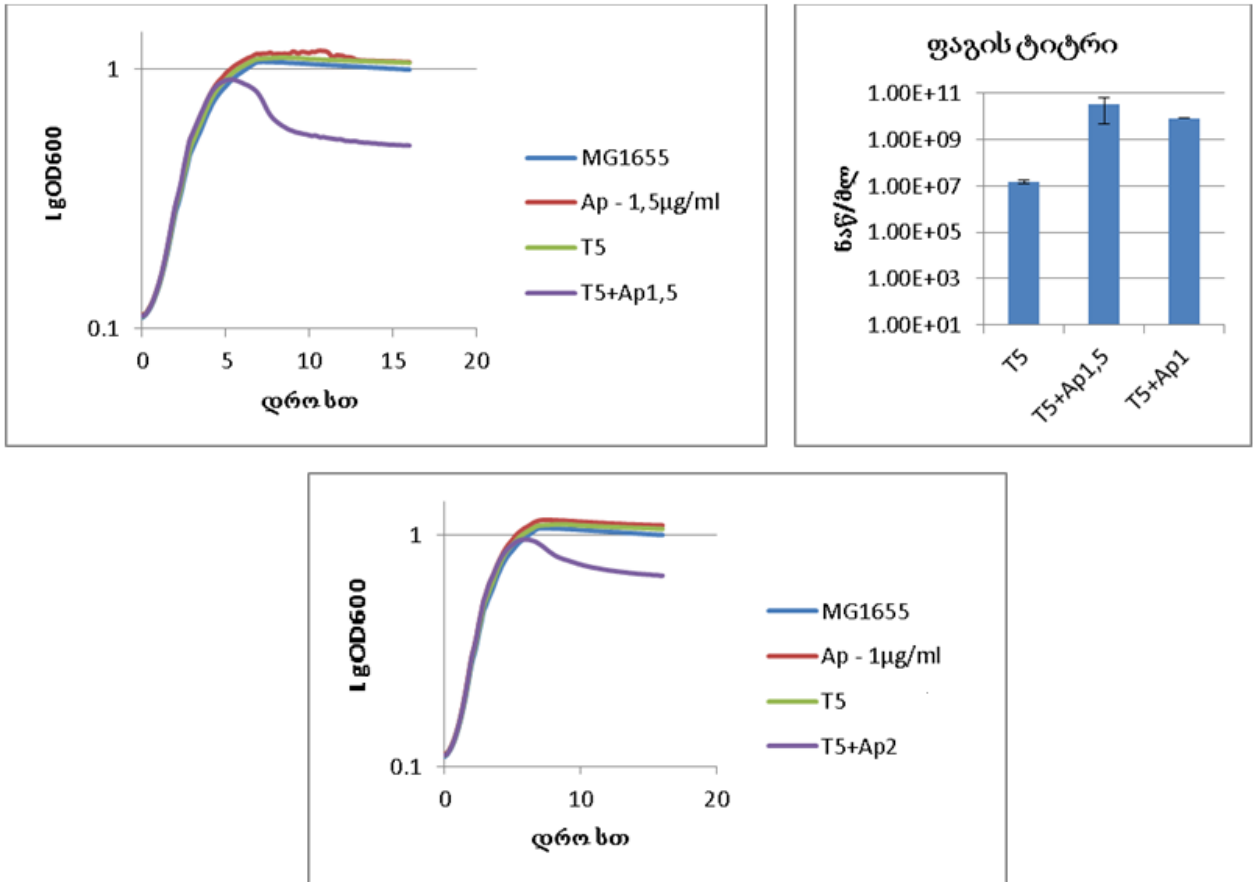 1
0.1
LgOD600
0 5 10 15 20
დრო სთ
MG1655
Ap - 1,5µg/ml
T5
T5+Ap1,5
ფაგის ტიტრი
1.00E+11
1.00E+09
1.00E+07
1.00E+05
1.00E+03
1.00E+01
ნაწ/მლ
T5
T5+Ap1,5
T5+Ap1
1
0.1
LgOD600
0 10 20
დრო სთ
MG1655
Ap - 1µg/ml
T5
T5+Ap2